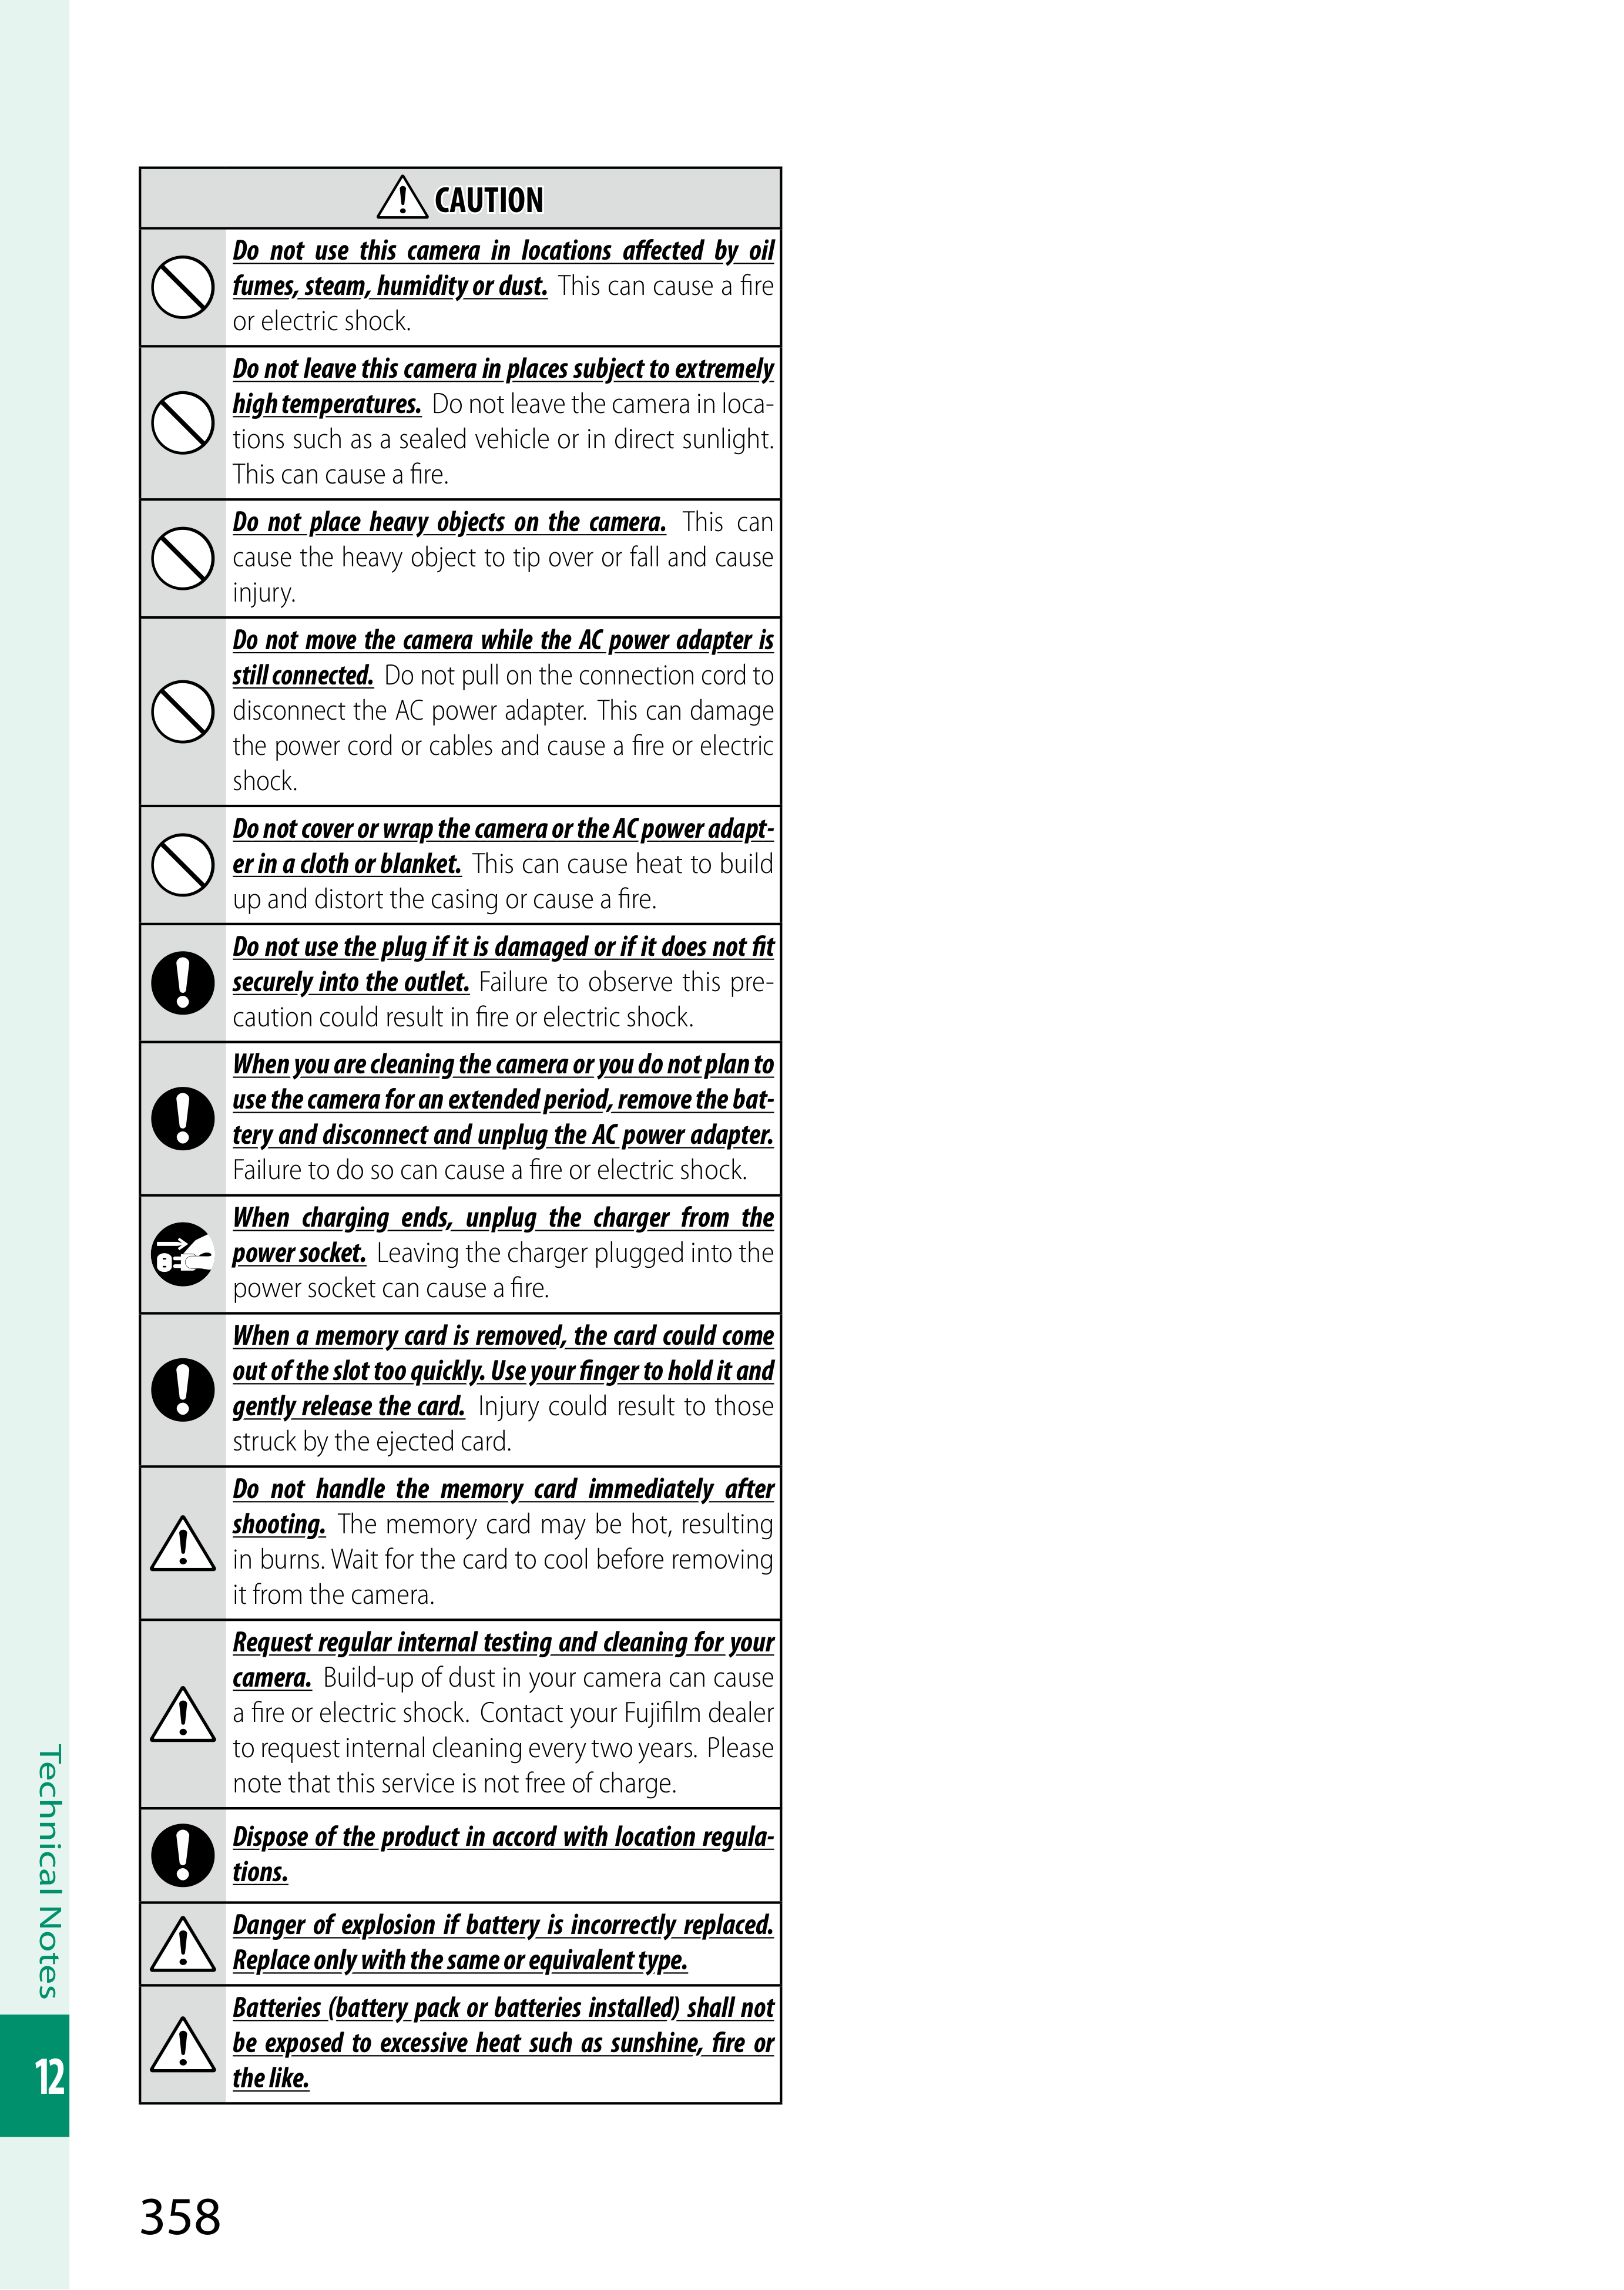 CAUTION
Do not use this camera in locations affected by oil
fumes, steam, humidity or dust. This can cause a fire
or electric shock.
Do not leave this camera in places subject to extremely
high temperatures. Do not leave the camera in loca-
tions such as a sealed vehicle or in direct sunlight.
This can cause a fire.
Do not place heavy objects on the camera. This can
cause the heavy object to tip over or fall and cause
injury.
Do not move the camera while the AC power adapter is
still connected. Do not pull on the connection cord to
disconnect the AC power adapter. This can damage
the power cord or cables and cause a fire or electric
shock.
Do not cover or wrap the camera or the AC power adapt-
er in a cloth or blanket. This can cause heat to build
up and distort the casing or cause a fire.
Do not use the plug if it is damaged or if it does not fit
securely into the outlet. Failure to observe this pre-
caution could result in fire or electric shock.
When you are cleaning the camera or you do not plan to
use the camera for an extended period, remove the bat-
tery and disconnect and unplug the AC power adapter.
Failure to do so can cause a fire or electric shock.
When charging ends, unplug the charger from the
power socket. Leaving the charger plugged into the
power socket can cause a fire.
When a memory card is removed, the card could come
out of the slot too quickly. Use your finger to hold it and
gently release the card. Injury could result to those
struck by the ejected card.
Do not handle the memory card immediately after
shooting. The memory card may be hot, resulting
in burns. Wait for the card to cool before removing
it from the camera.
Request regular internal testing and cleaning for your
camera. Build-up of dust in your camera can cause
a fire or electric shock. Contact your Fujifilm dealer
to request internal cleaning every two years. Please
note that this service is not free of charge.
Dispose of the product in accord with location regula-
tions.
Danger of explosion if battery is incorrectly replaced.
Replace only with the same or equivalent type.
Batteries (battery pack or batteries installed) shall not
be exposed to excessive heat such as sunshine, fire or
the like.
Technical Notes
12
358